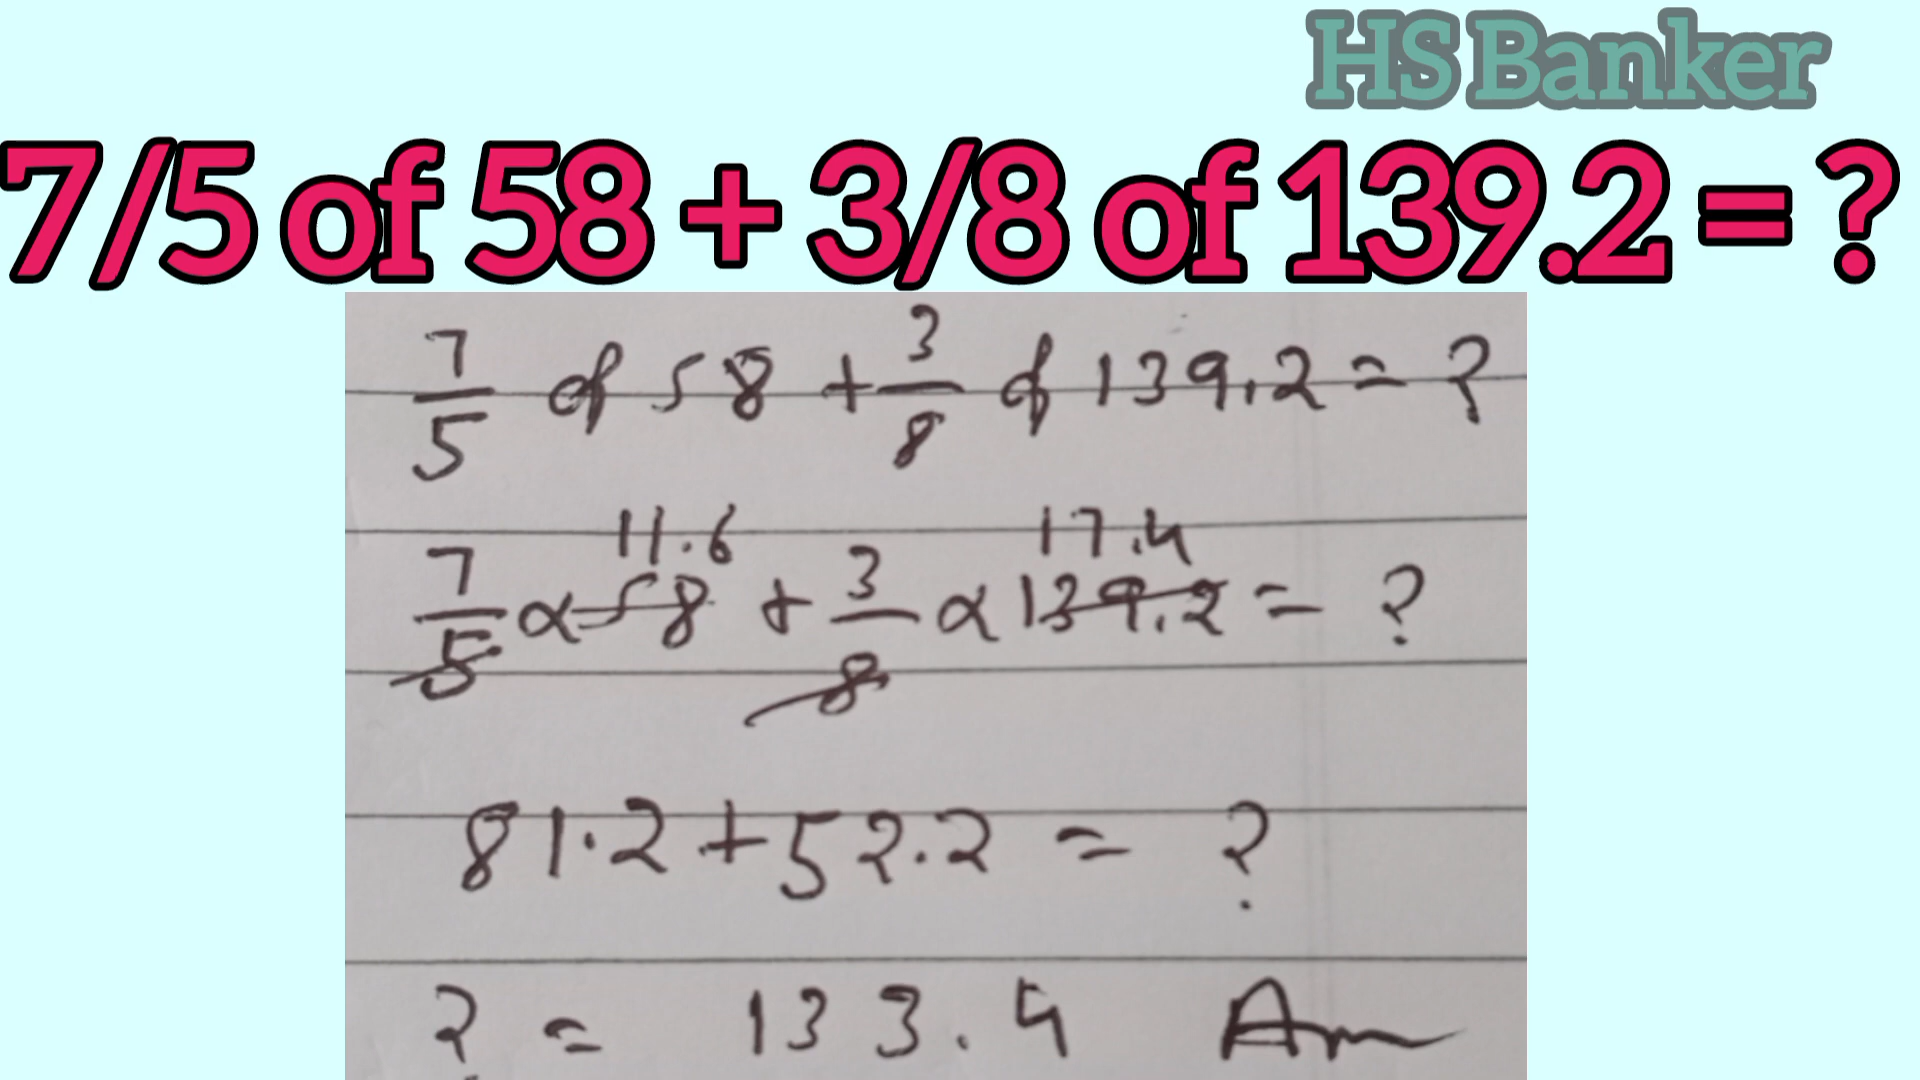 HS Banker
7/5 of 58 + 3/8 of 139.2 = ?
7/5 of 58 + 3/8 of 139.2 = ?
11.6 17.4
7/5 × 58 + 3/8 × 139.2 = ?
81.2 + 52.2 = ?
? = 133.4 Ans